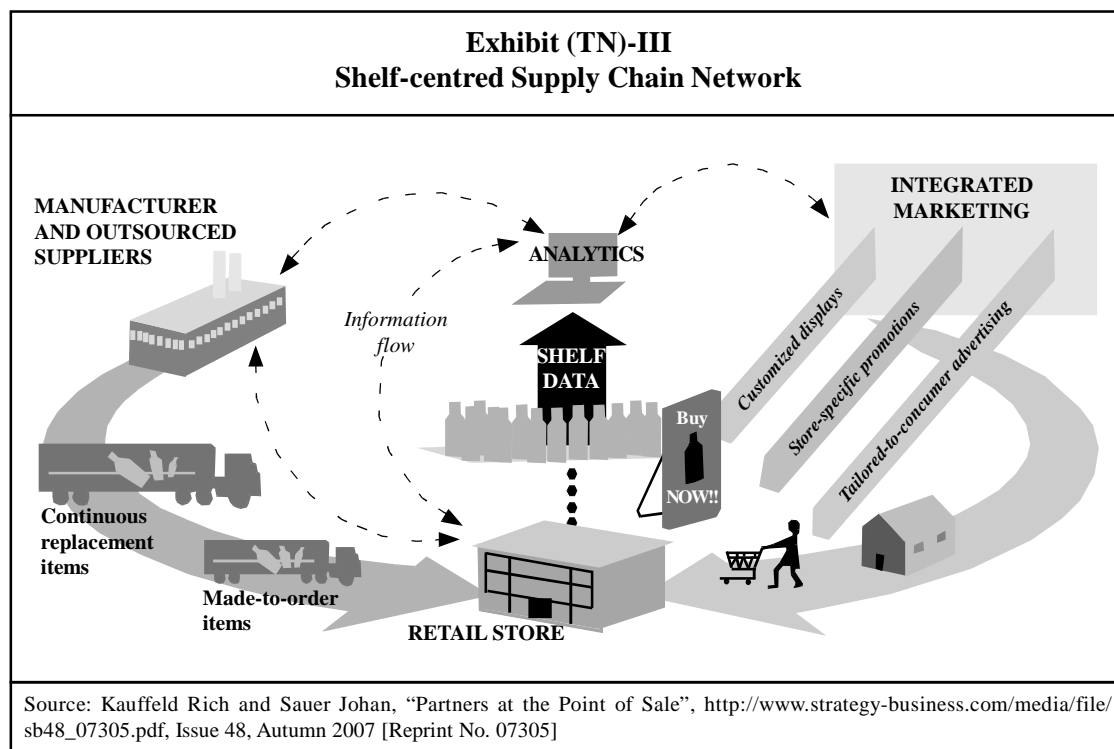 Exhibit (TN)-III
Shelf-centred Supply Chain Network
MANUFACTURER
AND OUTSOURCED
SUPPLIERS
INTEGRATED
MARKETING
ANALYTICS
Information
flow
SHELF
DATA
Customized displays
Store-specific promotions
Tailored-to-concumer advertising
Buy
NOW!!
Continuous
replacement
items
Made-to-order
items
RETAIL STORE
Source: Kauffeld Rich and Sauer Johan, “Partners at the Point of Sale”, http://www.strategy-business.com/media/file/
sb48_07305.pdf, Issue 48, Autumn 2007 [Reprint No. 07305]